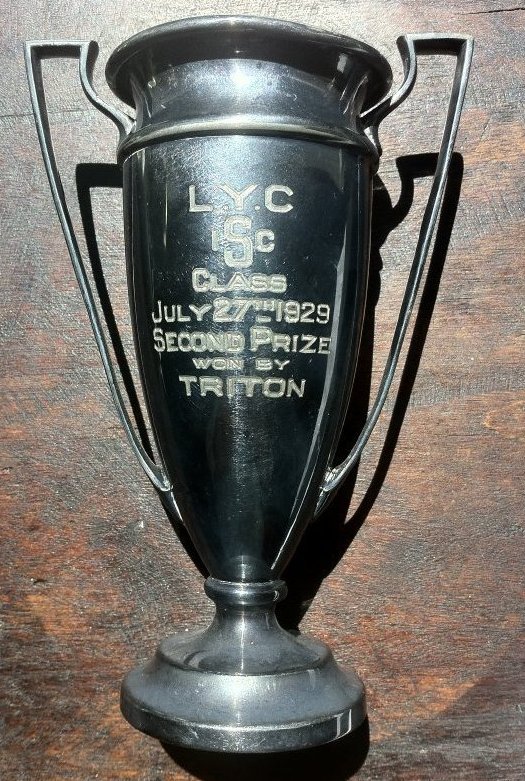 L.Y.C
ISC
CLASS
JULY 27TH 1929
SECOND PRIZE
WON BY
TRITON